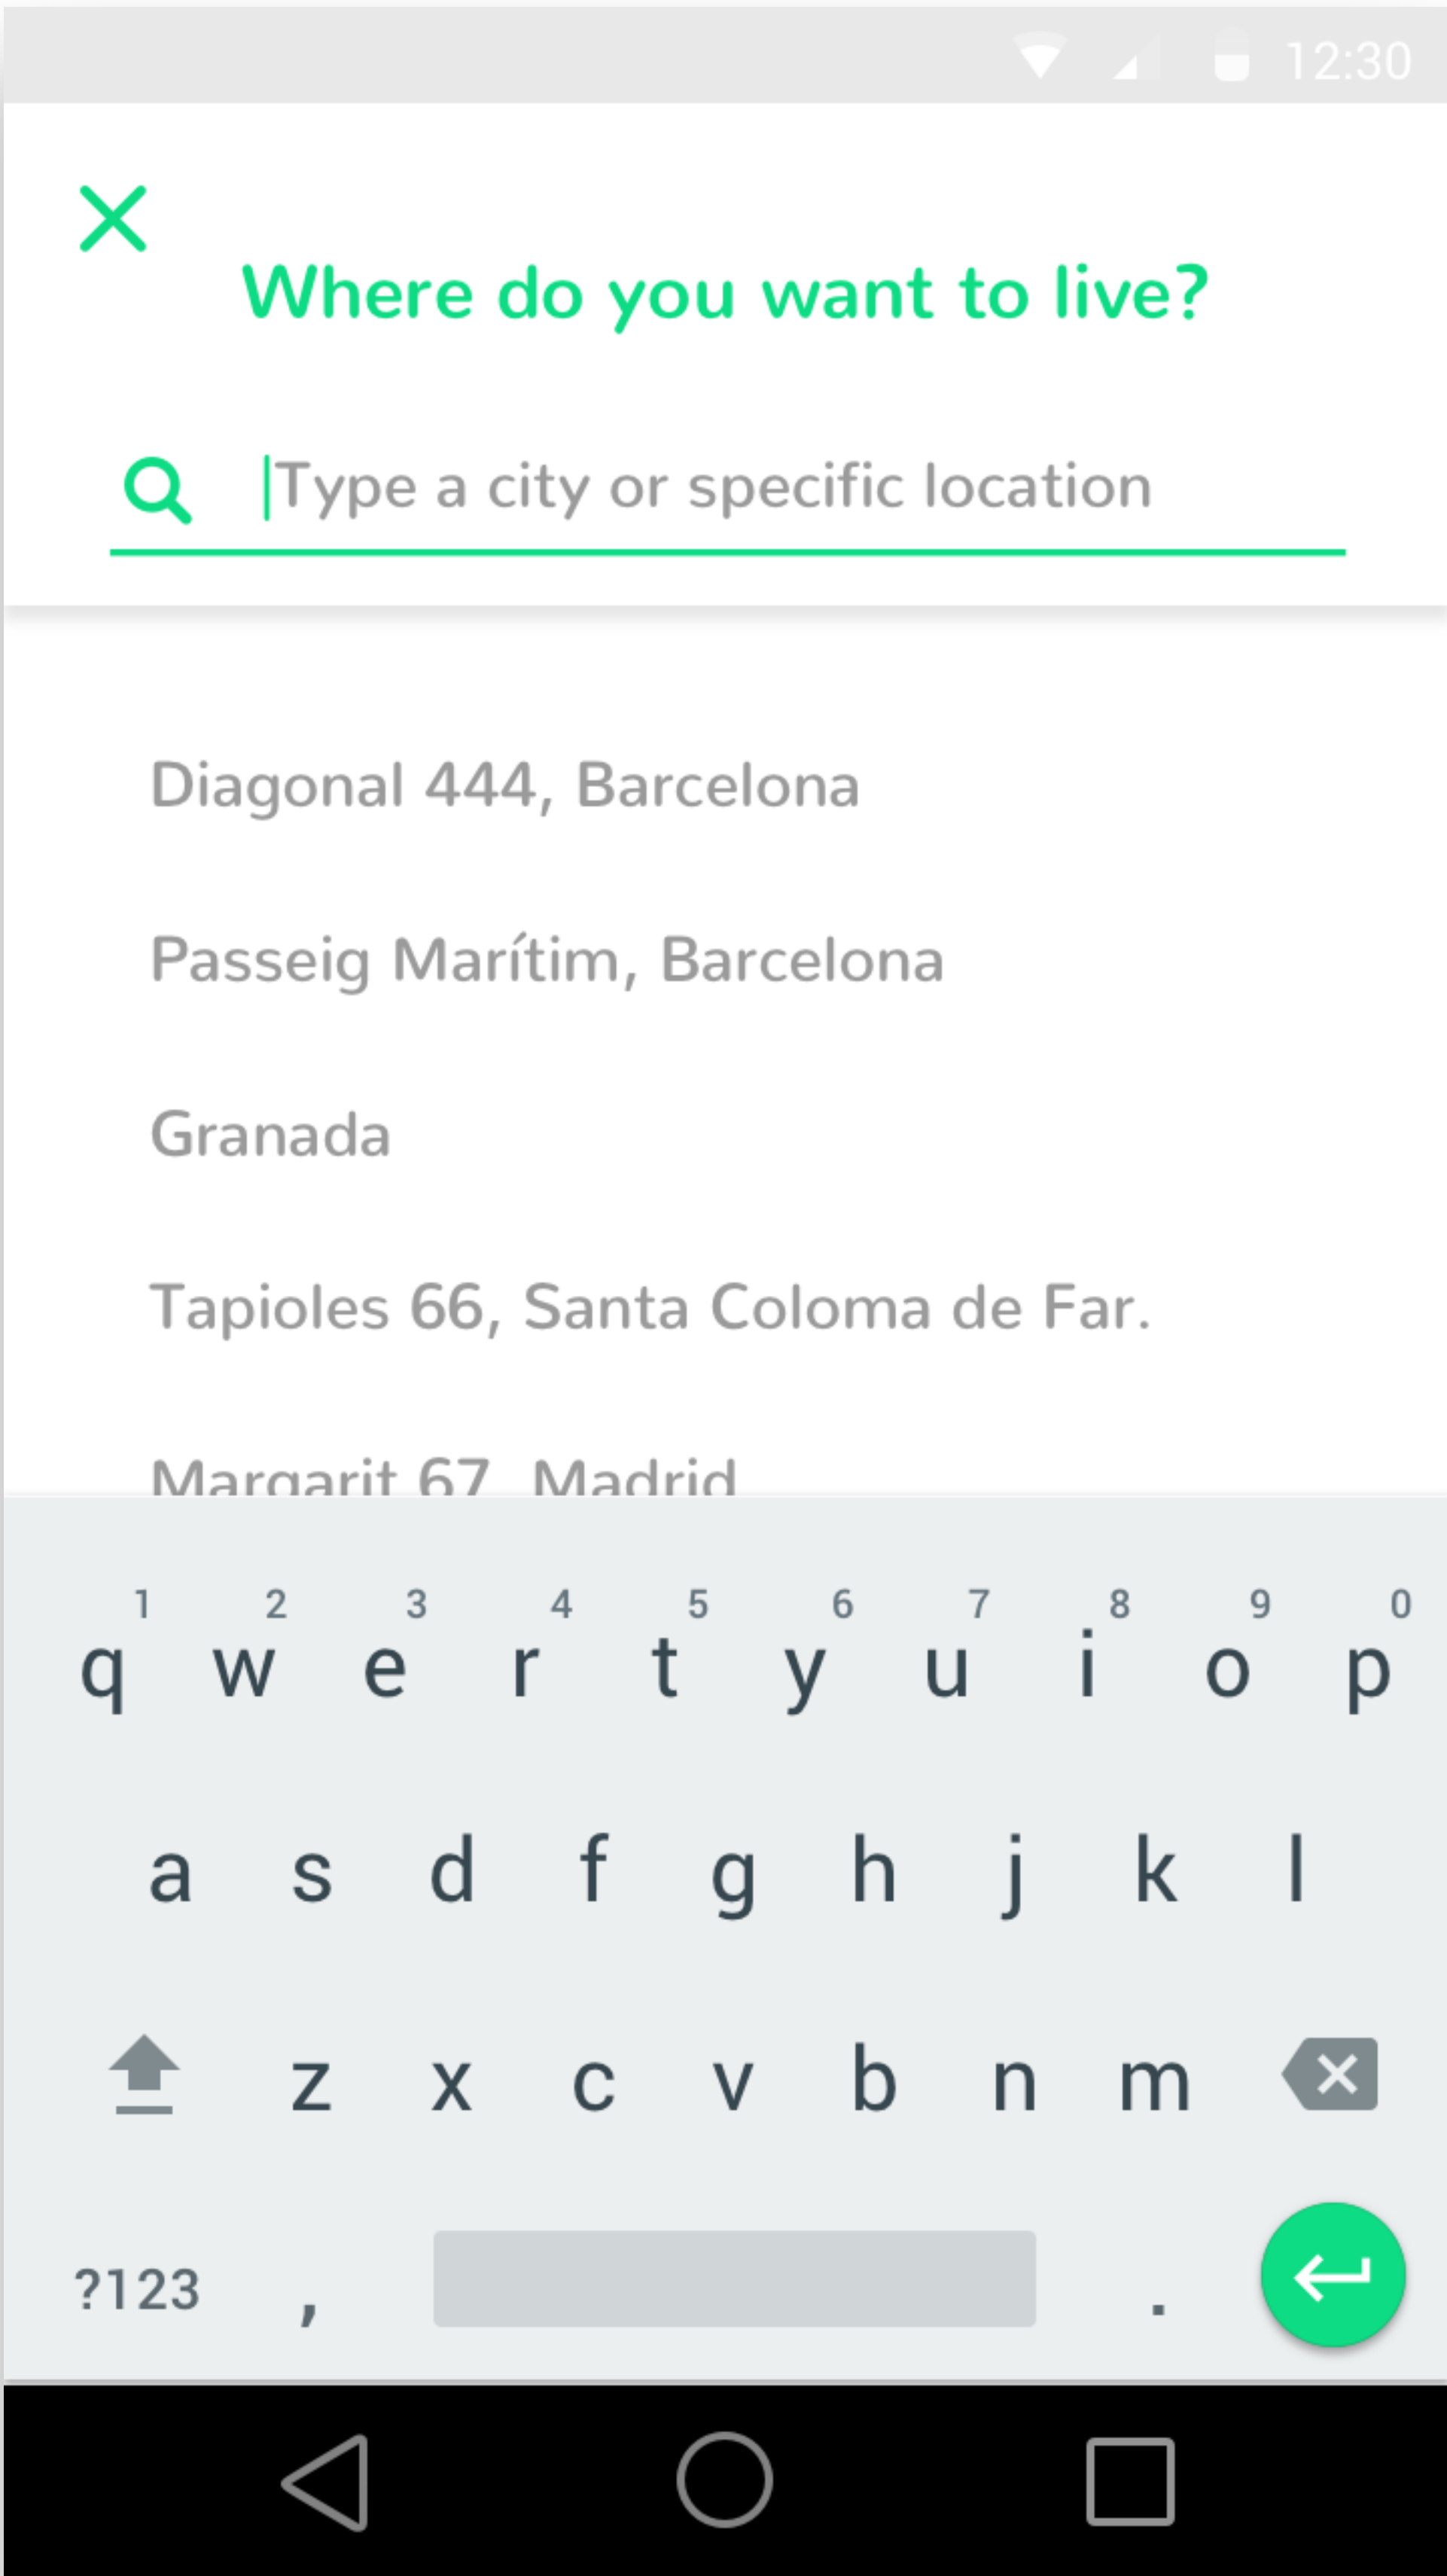 12:30
Where do you want to live?
Type a city or specific location
Diagonal 444, Barcelona
Passeig Marítim, Barcelona
Granada
Tapioles 66, Santa Coloma de Far.
Margarit 67, Madrid
1 2 3 4 5 6 7 8 9 0
q w e r t y u i o p
a s d f g h j k l
z x c v b n m
?123 , .